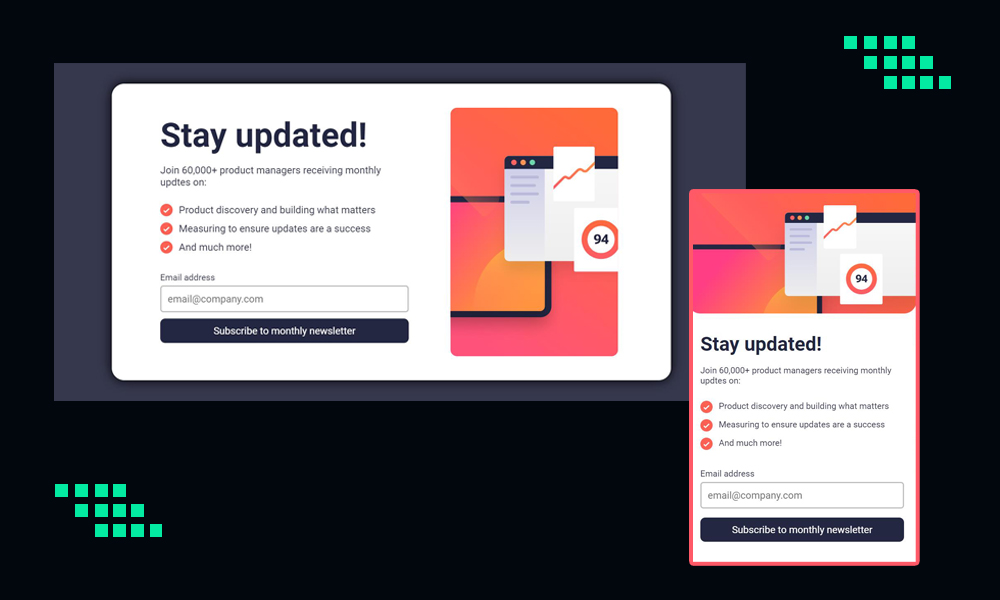 Stay updated!
Join 60,000+ product managers receiving monthly
updtes on:
Product discovery and building what matters
Measuring to ensure updates are a success
And much more!
Email address
email@company.com
Subscribe to monthly newsletter
94
94
Stay updated!
Join 60,000+ product managers receiving monthly
updtes on:
Product discovery and building what matters
Measuring to ensure updates are a success
And much more!
Email address
email@company.com
Subscribe to monthly newsletter